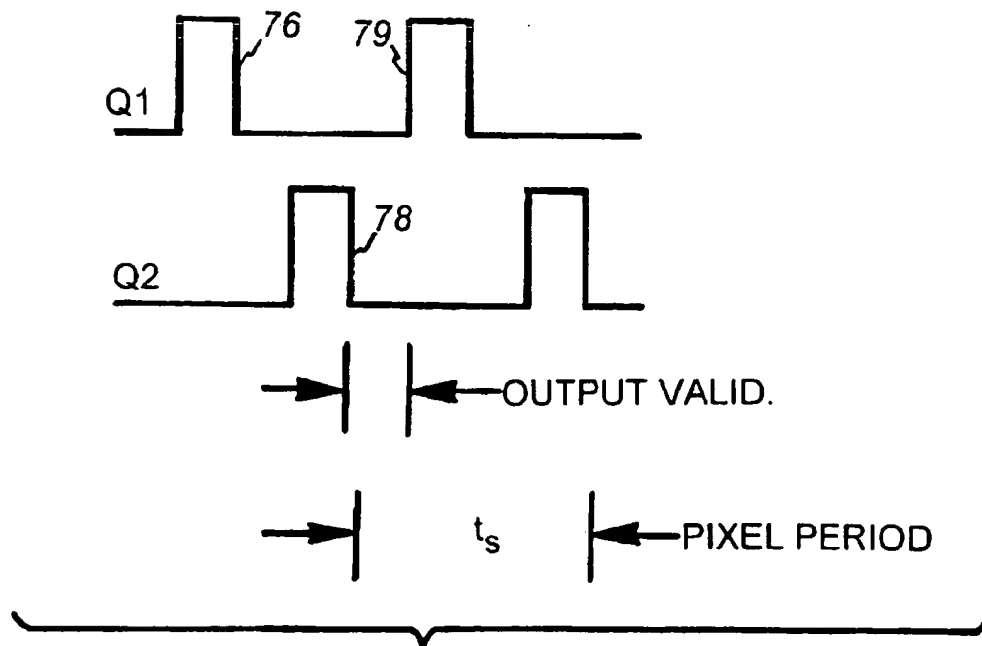 76
79
Q1
78
Q2
OUTPUT VALID.
ts
PIXEL PERIOD